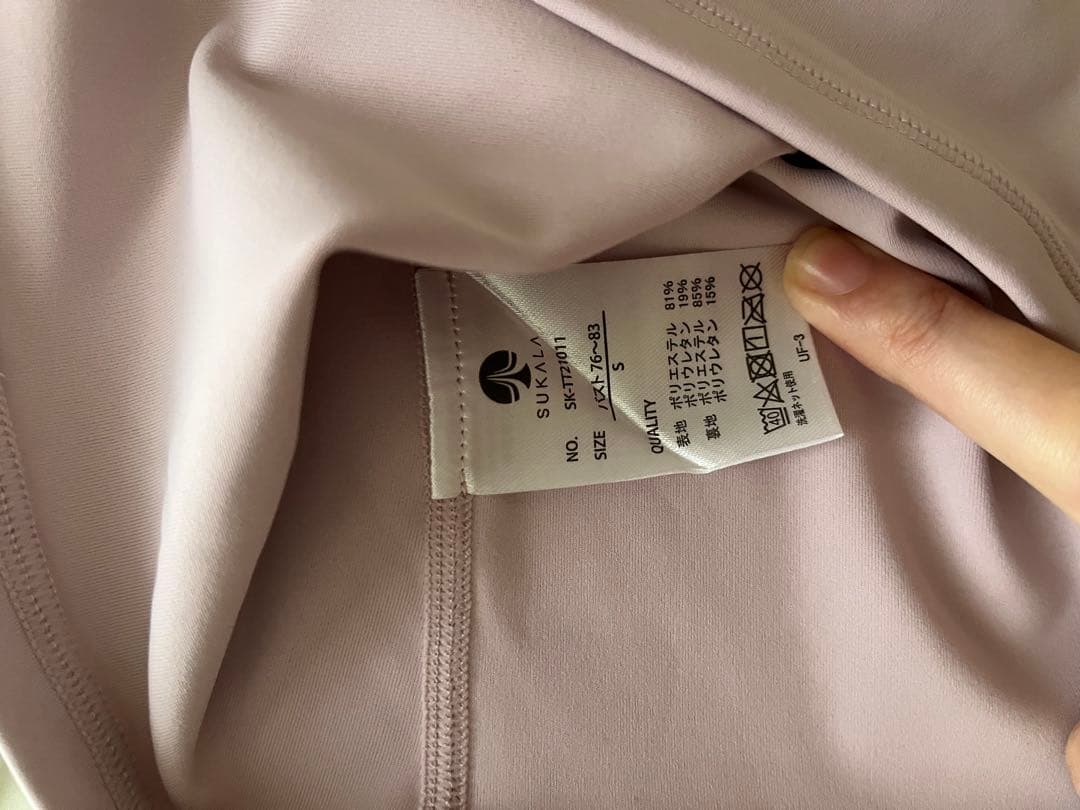 SUKALA
NO. SK-TT21011
SIZE バスト76〜83
S
QUALITY
表地 ポリエステル 81%
ポリウレタン 19%
裏地 ポリエステル 85%
ポリウレタン 15%
40
洗濯ネット使用
UF-3